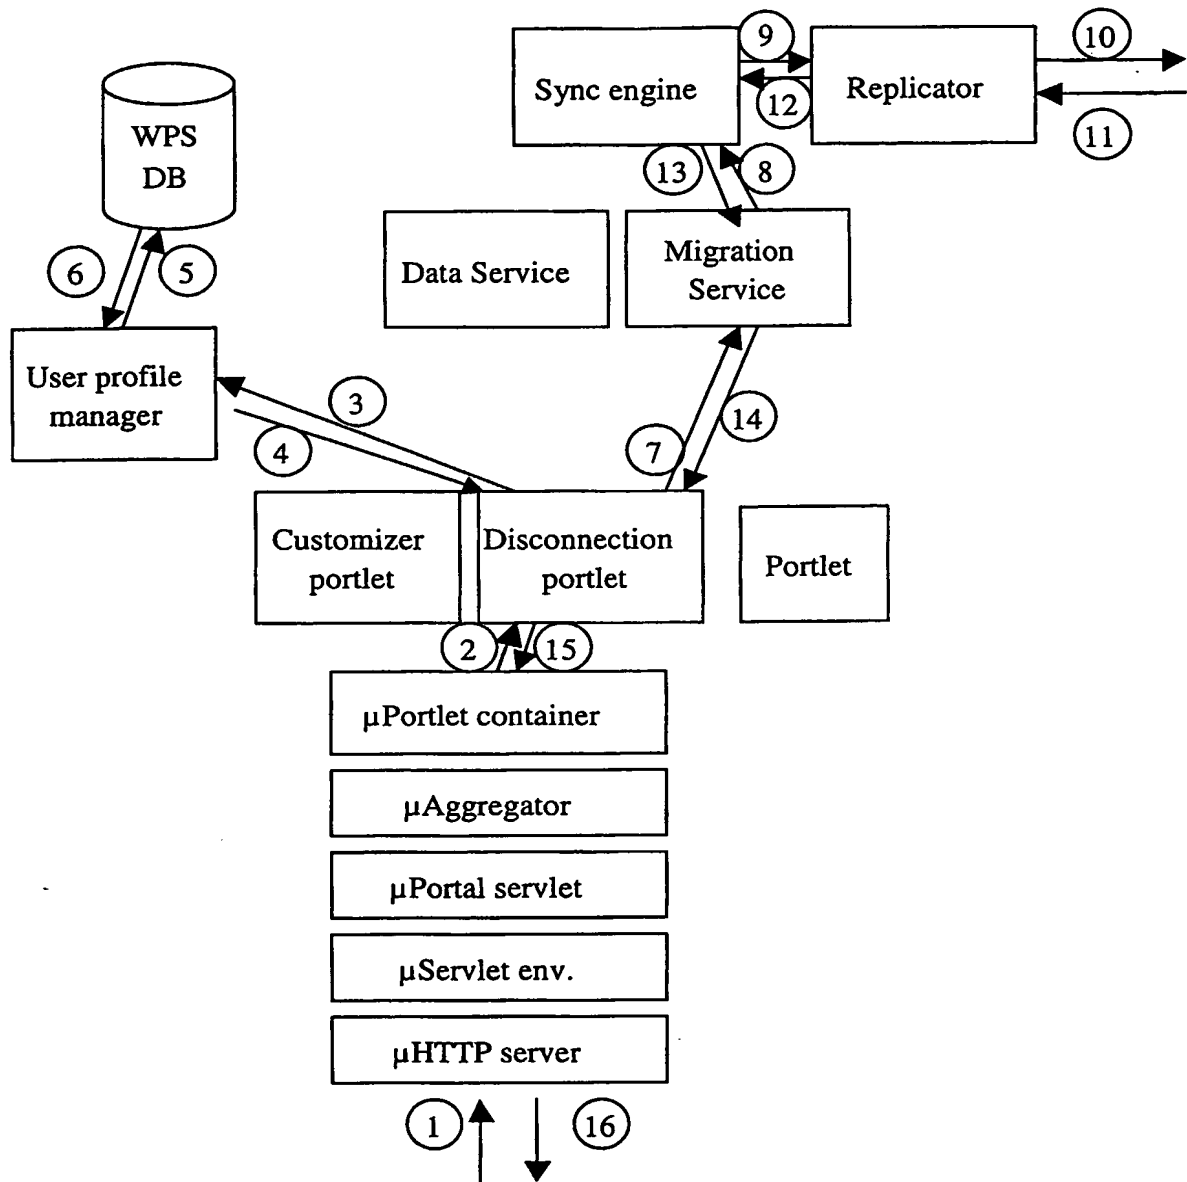 9
10
Sync engine
Replicator
12
11
WPS
DB
13
8
6
5
Data Service
Migration
Service
User profile
manager
3
4
7
14
Customizer
portlet
Disconnection
portlet
Portlet
2
15
µPortlet container
µAggregator
µPortal servlet
µServlet env.
µHTTP server
1
16